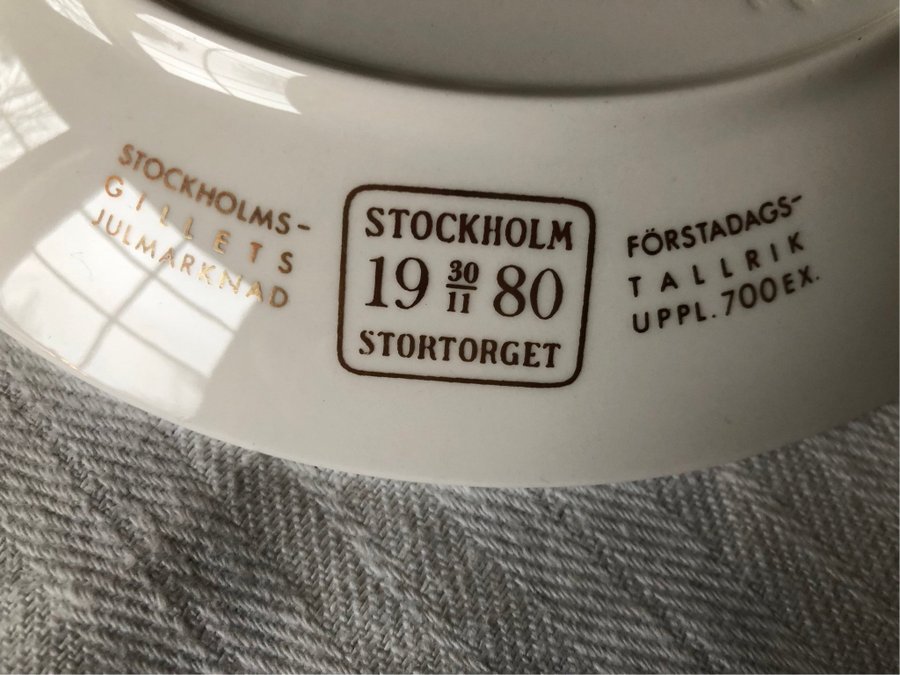 STOCKHOLMS-
GILLETS
JULMARKNAD
STOCKHOLM
19 30/11 80
STORTORGET
FÖRSTADAGS-
TALLRIK
UPPL. 700 EX.